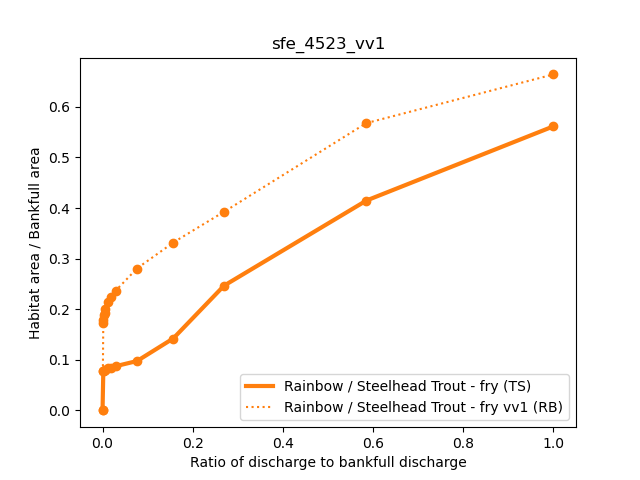 sfe_4523_vv1
Habitat area / Bankfull area
0.6
0.5
0.4
0.3
0.2
0.1
0.0
Rainbow / Steelhead Trout - fry (TS)
Rainbow / Steelhead Trout - fry vv1 (RB)
0.0 0.2 0.4 0.6 0.8 1.0
Ratio of discharge to bankfull discharge